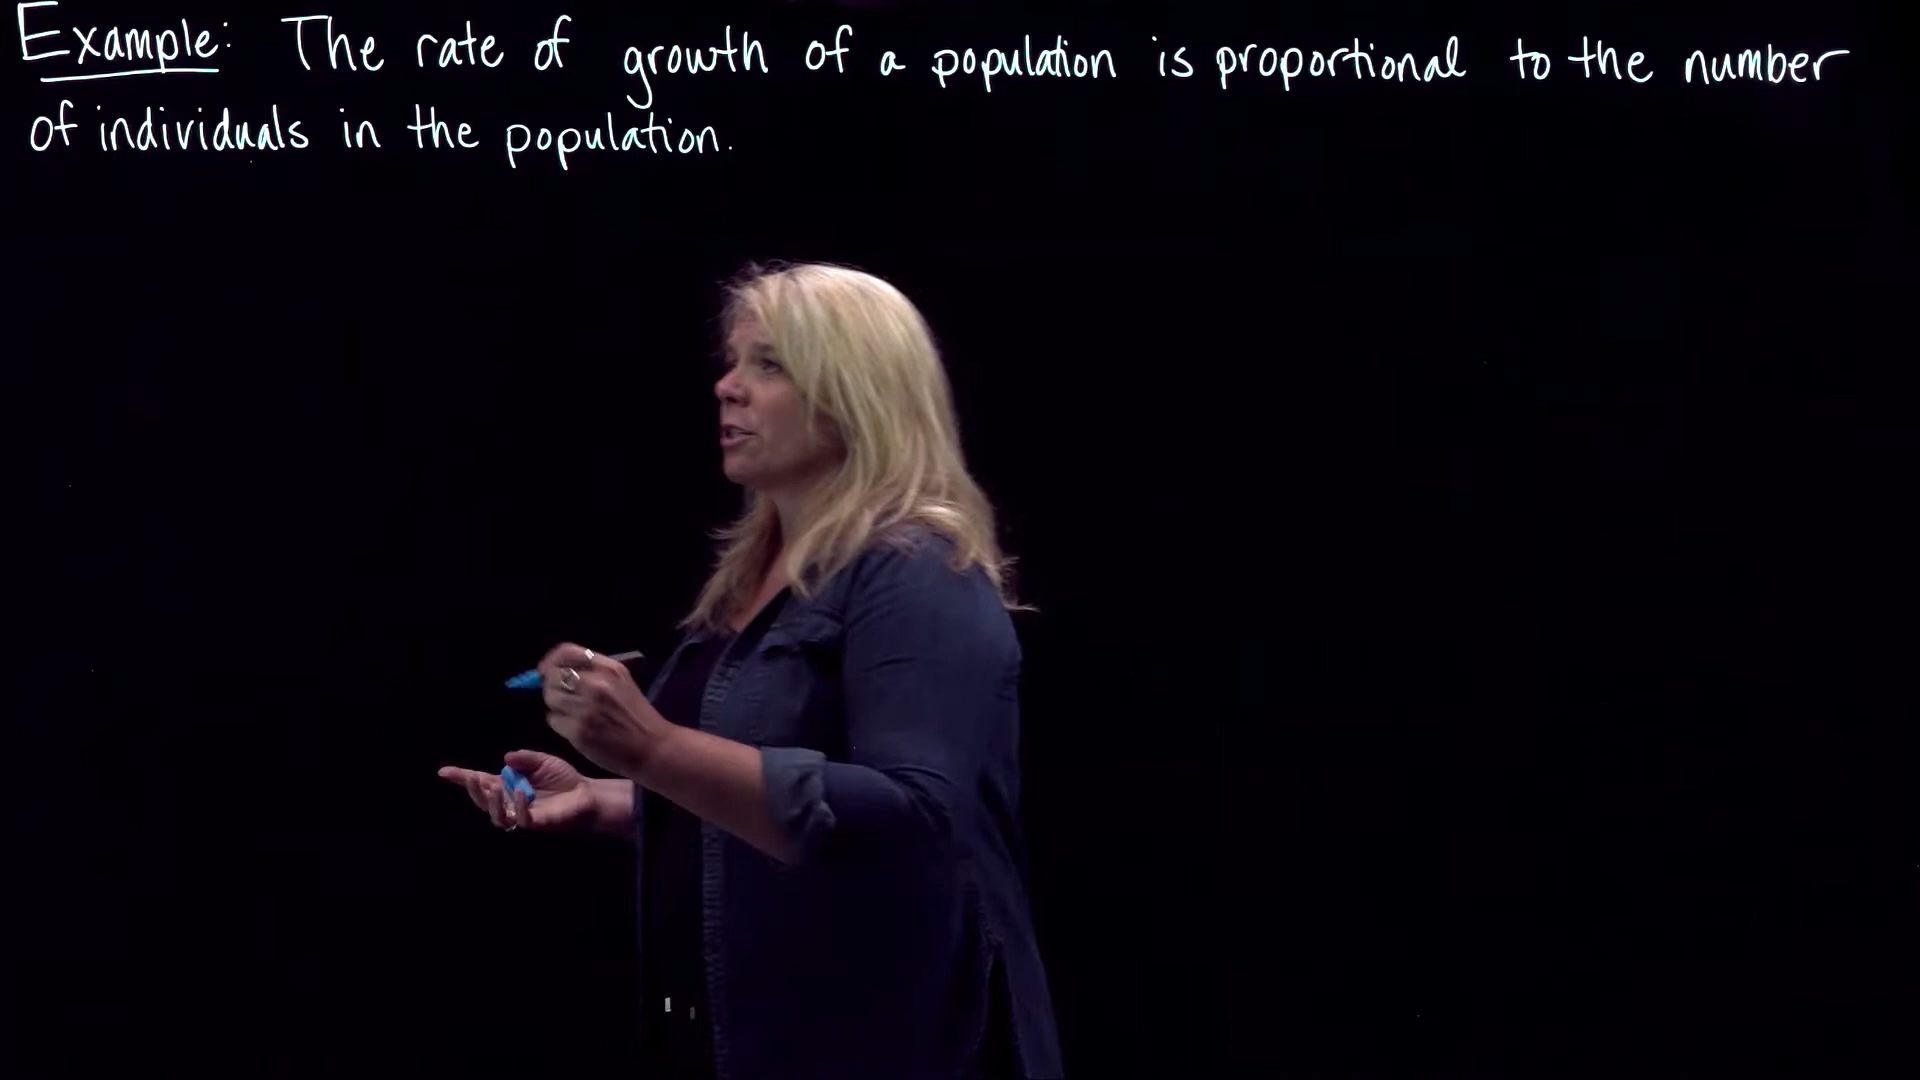 Example: The rate of growth of a population is proportional to the number
of individuals in the population.